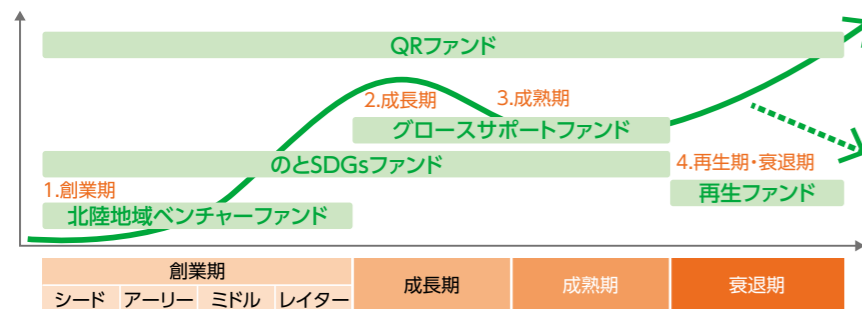 QRファンド
2.成長期
3.成熟期
グロースサポートファンド
のとSDGsファンド
4.再生期・衰退期
1.創業期
再生ファンド
北陸地域ベンチャーファンド
創業期
成長期
成熟期
衰退期
シード
アーリー
ミドル
レイター